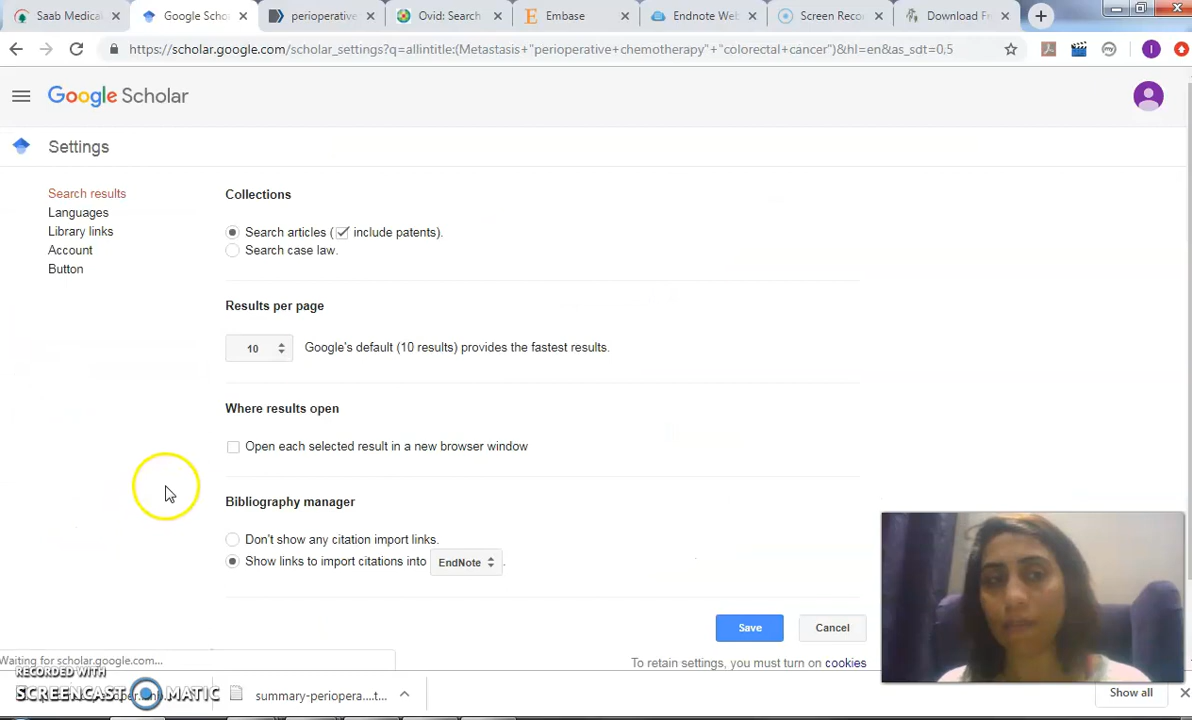 Saab Medica
Google Scho
perioperative
Ovid: Search
Embase
Endnote Web
Screen Reco
Download Fr
https://scholar.google.com/scholar_settings?q=allintitle:(Metastasis+"perioperative+chemotherapy"+"colorectal+cancer")&hl=en&as_sdt=0,5
Google Scholar
Settings
Search results
Languages
Library links
Account
Button
Collections
Search articles (include patents).
Search case law.
Results per page
10
Google's default (10 results) provides the fastest results.
Where results open
Open each selected result in a new browser window
Bibliography manager
Don't show any citation import links.
Show links to import citations into EndNote.
Save
Cancel
To retain settings, you must turn on cookies
Waiting for scholar.google.com...
RECORDED WITH
SCREENCAST MATIC
summary-periopera....t...
Show all